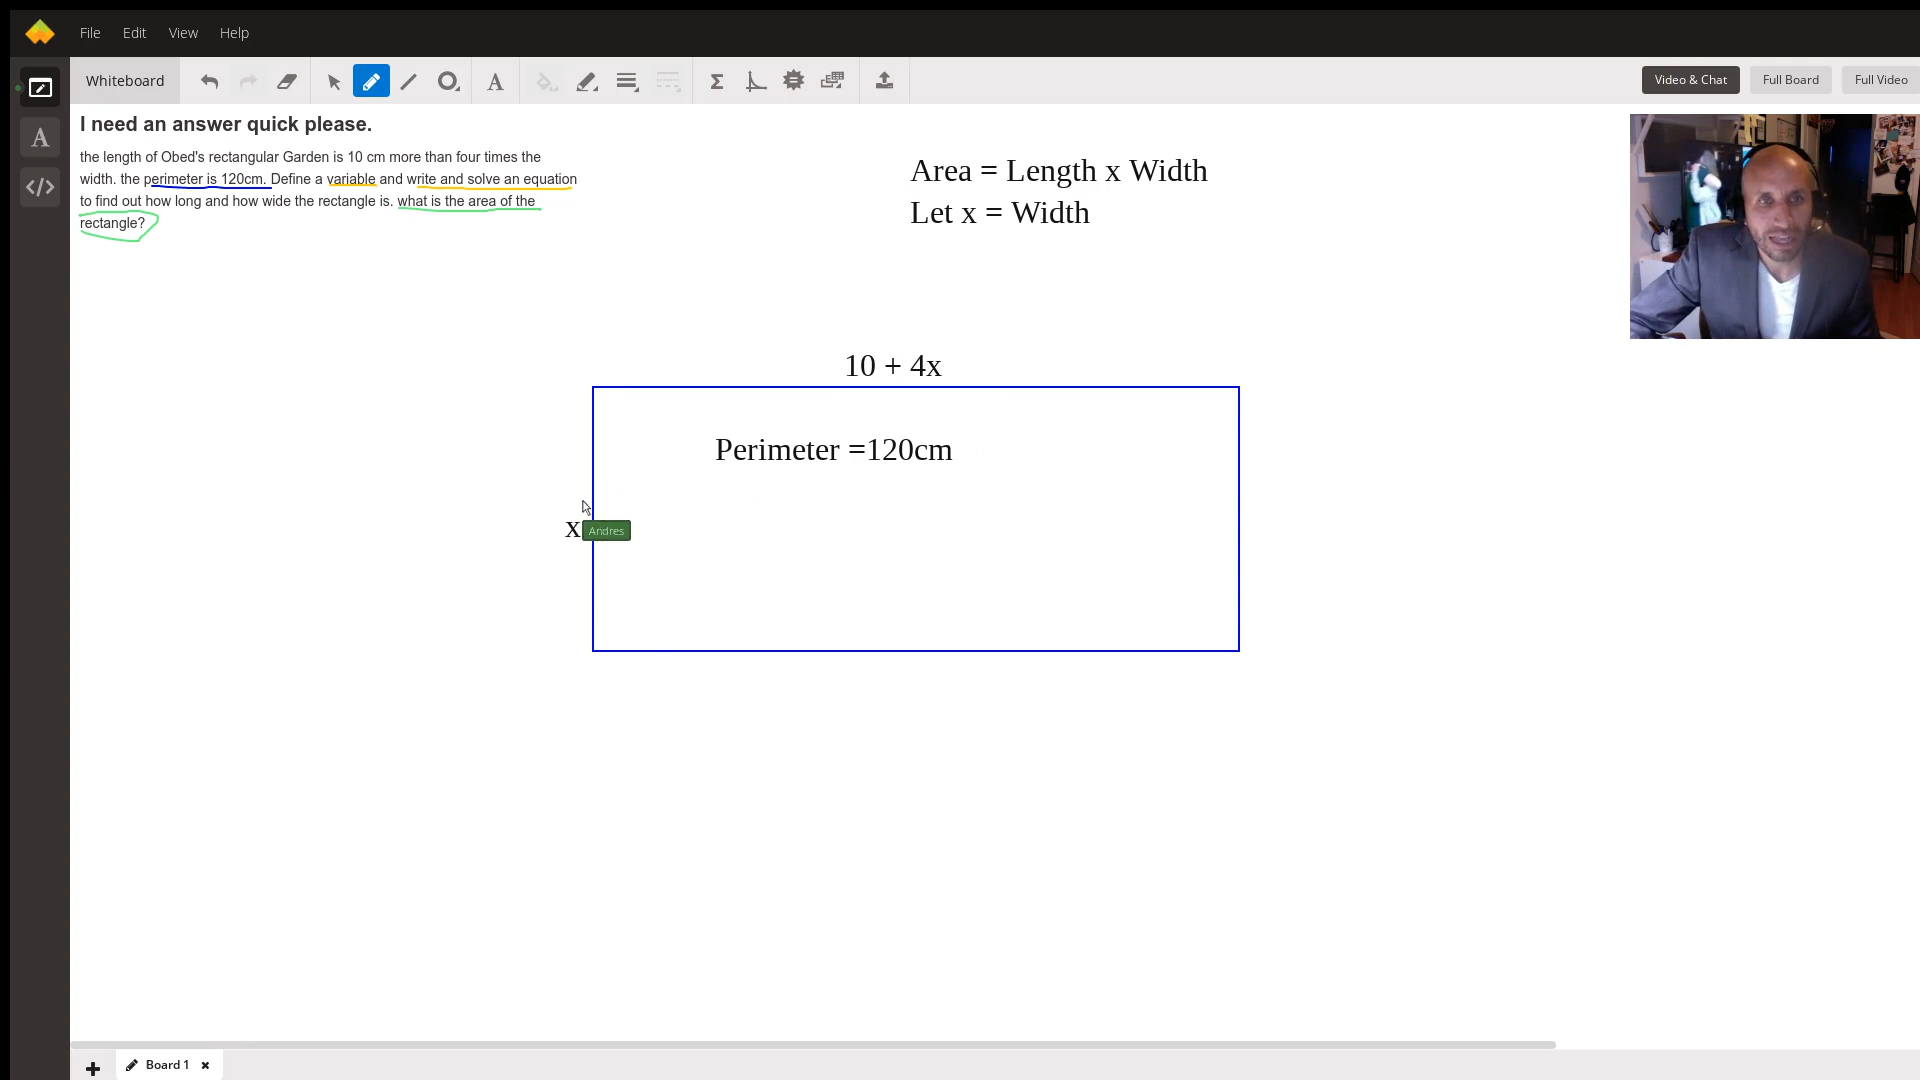 File Edit View Help
Whiteboard A Σ Video & Chat Full Board Full Video
A
</>
I need an answer quick please.
the length of Obed's rectangular Garden is 10 cm more than four times the
width. the perimeter is 120cm. Define a variable and write and solve an equation
to find out how long and how wide the rectangle is. what is the area of the
rectangle?
Area = Length x Width
Let x = Width
10 + 4x
Perimeter =120cm
x
Andres
Board 1